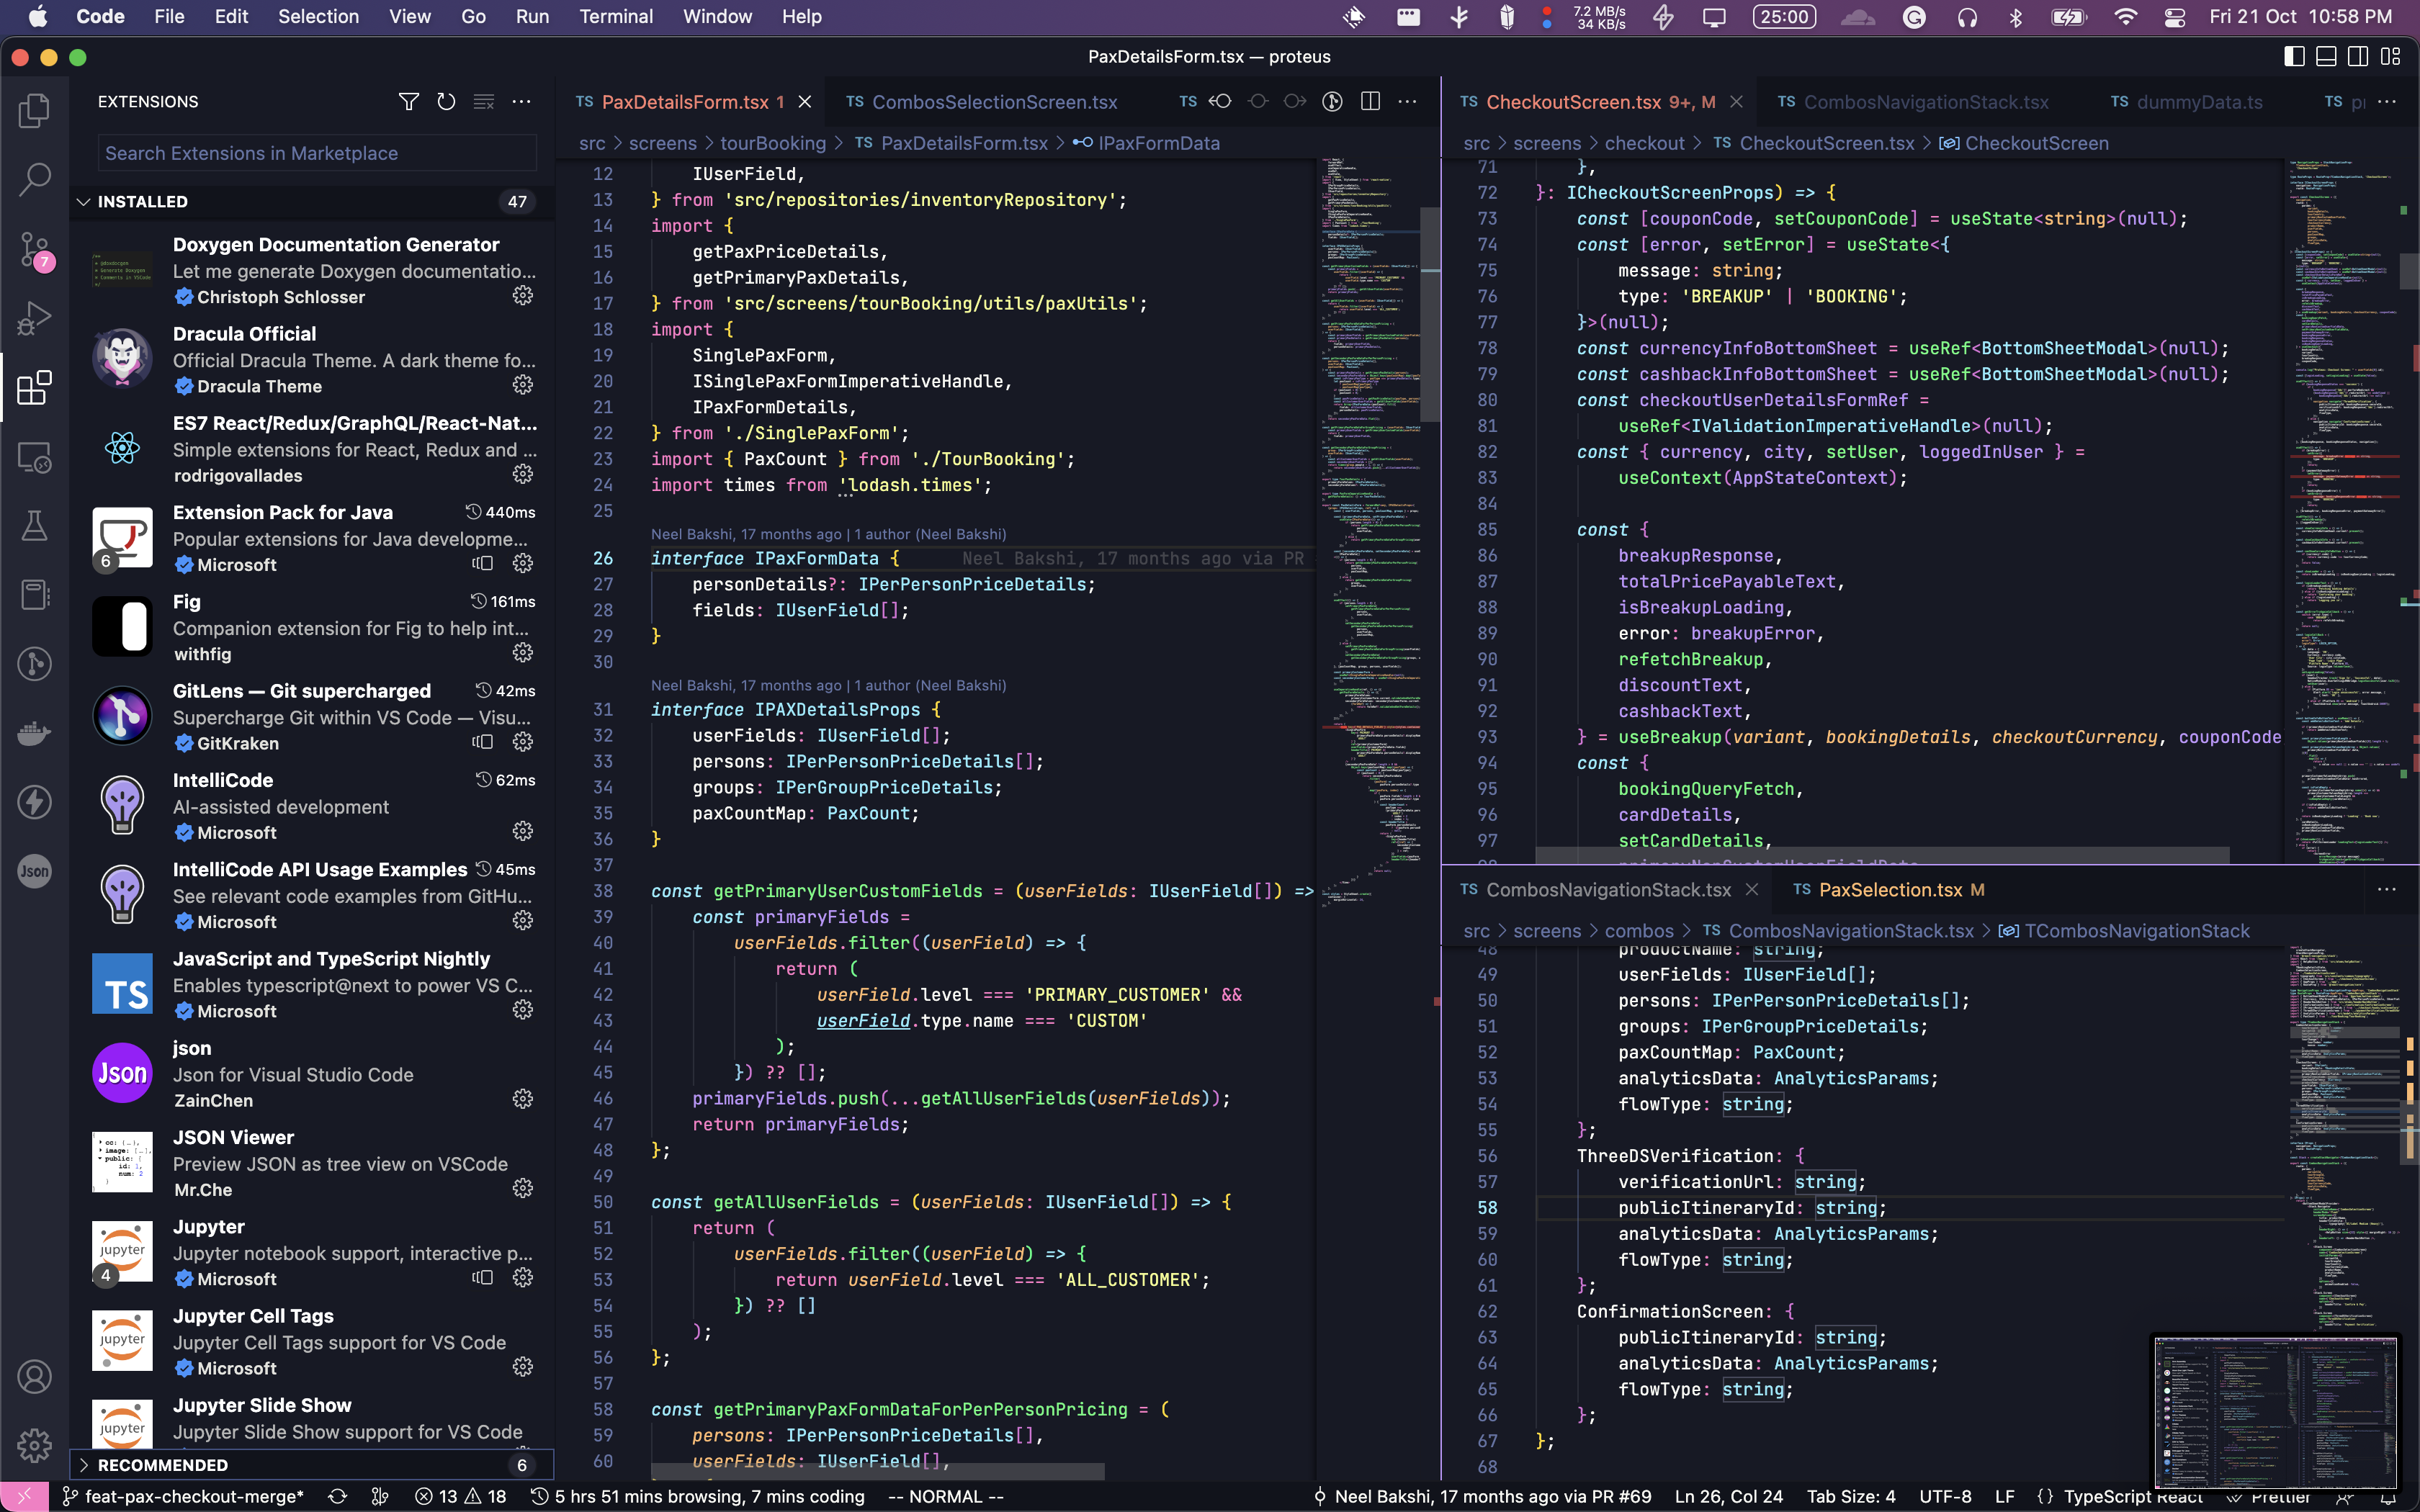 Code File Edit Selection View Go Run Terminal Window Help
7.2 MB/s
34 KB/s
25:00
Fri 21 Oct 10:58 PM
PaxDetailsForm.tsx — proteus
EXTENSIONS
Search Extensions in Marketplace
INSTALLED 47
7
Doxygen Documentation Generator
Let me generate Doxygen documentatio...
Christoph Schlosser
Dracula Official
Official Dracula Theme. A dark theme fo...
Dracula Theme
ES7 React/Redux/GraphQL/React-Nat...
Simple extensions for React, Redux and ...
rodrigovallades
Extension Pack for Java 440ms
Popular extensions for Java developme...
6
Microsoft
Fig 161ms
Companion extension for Fig to help int...
withfig
GitLens — Git supercharged 42ms
Supercharge Git within VS Code — Visu...
GitKraken
IntelliCode 62ms
AI-assisted development
Microsoft
IntelliCode API Usage Examples 45ms
See relevant code examples from GitHu...
Microsoft
JavaScript and TypeScript Nightly
Enables typescript@next to power VS C...
TS
Microsoft
json
Json
Json for Visual Studio Code
ZainChen
JSON Viewer
Preview JSON as tree view on VSCode
Mr.Che
Jupyter
Jupyter notebook support, interactive p...
4
Microsoft
Jupyter Cell Tags
Jupyter Cell Tags support for VS Code
Microsoft
Jupyter Slide Show
Jupyter Slide Show support for VS Code
RECOMMENDED 6
TS PaxDetailsForm.tsx 1
TS CombosSelectionScreen.tsx
TS
src > screens > tourBooking > TS PaxDetailsForm.tsx > IPaxFormData
12 IUserField,
13 } from 'src/repositories/inventoryRepository';
14 import {
15 getPaxPriceDetails,
16 getPrimaryPaxDetails,
17 } from 'src/screens/tourBooking/utils/paxUtils';
18 import {
19 SinglePaxForm,
20 ISinglePaxFormImperativeHandle,
21 IPaxFormDetails,
22 } from './SinglePaxForm';
23 import { PaxCount } from './TourBooking';
24 import times from 'lodash.times';
25
Neel Bakshi, 17 months ago | 1 author (Neel Bakshi)
26 interface IPaxFormData { Neel Bakshi, 17 months ago via PR
27 personDetails?: IPerPersonPriceDetails;
28 fields: IUserField[];
29 }
30
Neel Bakshi, 17 months ago | 1 author (Neel Bakshi)
31 interface IPAXDetailsProps {
32 userFields: IUserField[];
33 persons: IPerPersonPriceDetails[];
34 groups: IPerGroupPriceDetails;
35 paxCountMap: PaxCount;
36 }
37
38 const getPrimaryUserCustomFields = (userFields: IUserField[]) =>
39 const primaryFields =
40 userFields.filter((userField) => {
41 return (
42 userField.level === 'PRIMARY_CUSTOMER' &&
43 userField.type.name === 'CUSTOM'
44 );
45 }) ?? [];
46 primaryFields.push(...getAllUserFields(userFields));
47 return primaryFields;
48 };
49
50 const getAllUserFields = (userFields: IUserField[]) => {
51 return (
52 userFields.filter((userField) => {
53 return userField.level === 'ALL_CUSTOMER';
54 }) ?? []
55 );
56 };
57
58 const getPrimaryPaxFormDataForPerPersonPricing = (
59 persons: IPerPersonPriceDetails[],
60 userFields: IUserField[],
TS CheckoutScreen.tsx 9+, M
TS CombosNavigationStack.tsx
TS dummyData.ts
TS
src > screens > checkout > TS CheckoutScreen.tsx > CheckoutScreen
71 },
72 }: ICheckoutScreenProps) => {
73 const [couponCode, setCouponCode] = useState<string>(null);
74 const [error, setError] = useState<{
75 message: string;
76 type: 'BREAKUP' | 'BOOKING';
77 }>(null);
78 const currencyInfoBottomSheet = useRef<BottomSheetModal>(null);
79 const cashbackInfoBottomSheet = useRef<BottomSheetModal>(null);
80 const checkoutUserDetailsFormRef =
81 useRef<IValidationImperativeHandle>(null);
82 const { currency, city, setUser, loggedInUser } =
83 useContext(AppStateContext);
84
85 const {
86 breakupResponse,
87 totalPricePayableText,
88 isBreakupLoading,
89 error: breakupError,
90 refetchBreakup,
91 discountText,
92 cashbackText,
93 } = useBreakup(variant, bookingDetails, checkoutCurrency, couponCode
94 const {
95 bookingQueryFetch,
96 cardDetails,
97 setCardDetails,
TS CombosNavigationStack.tsx
TS PaxSelection.tsx M
src > screens > combos > TS CombosNavigationStack.tsx > TCombosNavigationStack
48 productName: string;
49 userFields: IUserField[];
50 persons: IPerPersonPriceDetails[];
51 groups: IPerGroupPriceDetails;
52 paxCountMap: PaxCount;
53 analyticsData: AnalyticsParams;
54 flowType: string;
55 };
56 ThreeDSVerification: {
57 verificationUrl: string;
58 publicItineraryId: string;
59 analyticsData: AnalyticsParams;
60 flowType: string;
61 };
62 ConfirmationScreen: {
63 publicItineraryId: string;
64 analyticsData: AnalyticsParams;
65 flowType: string;
66 };
67 };
68
feat-pax-checkout-merge* 13 18 5 hrs 51 mins browsing, 7 mins coding -- NORMAL -- Neel Bakshi, 17 months ago via PR #69 Ln 26, Col 24 Tab Size: 4 UTF-8 LF {} TypeScript React Prettier